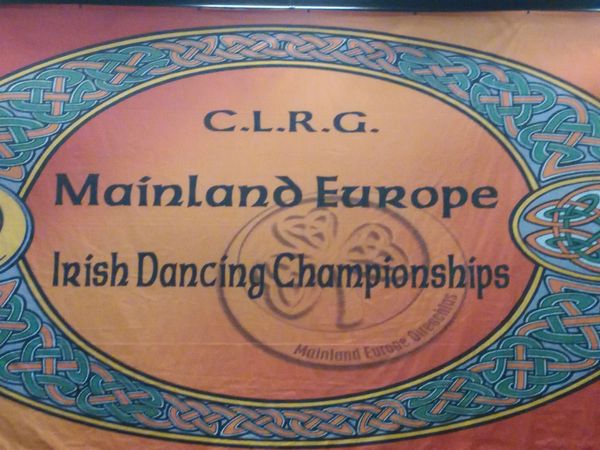 C.L.R.G.
Mainland Europe
Irish Dancing Championships
Mainland Europe Oireachtas